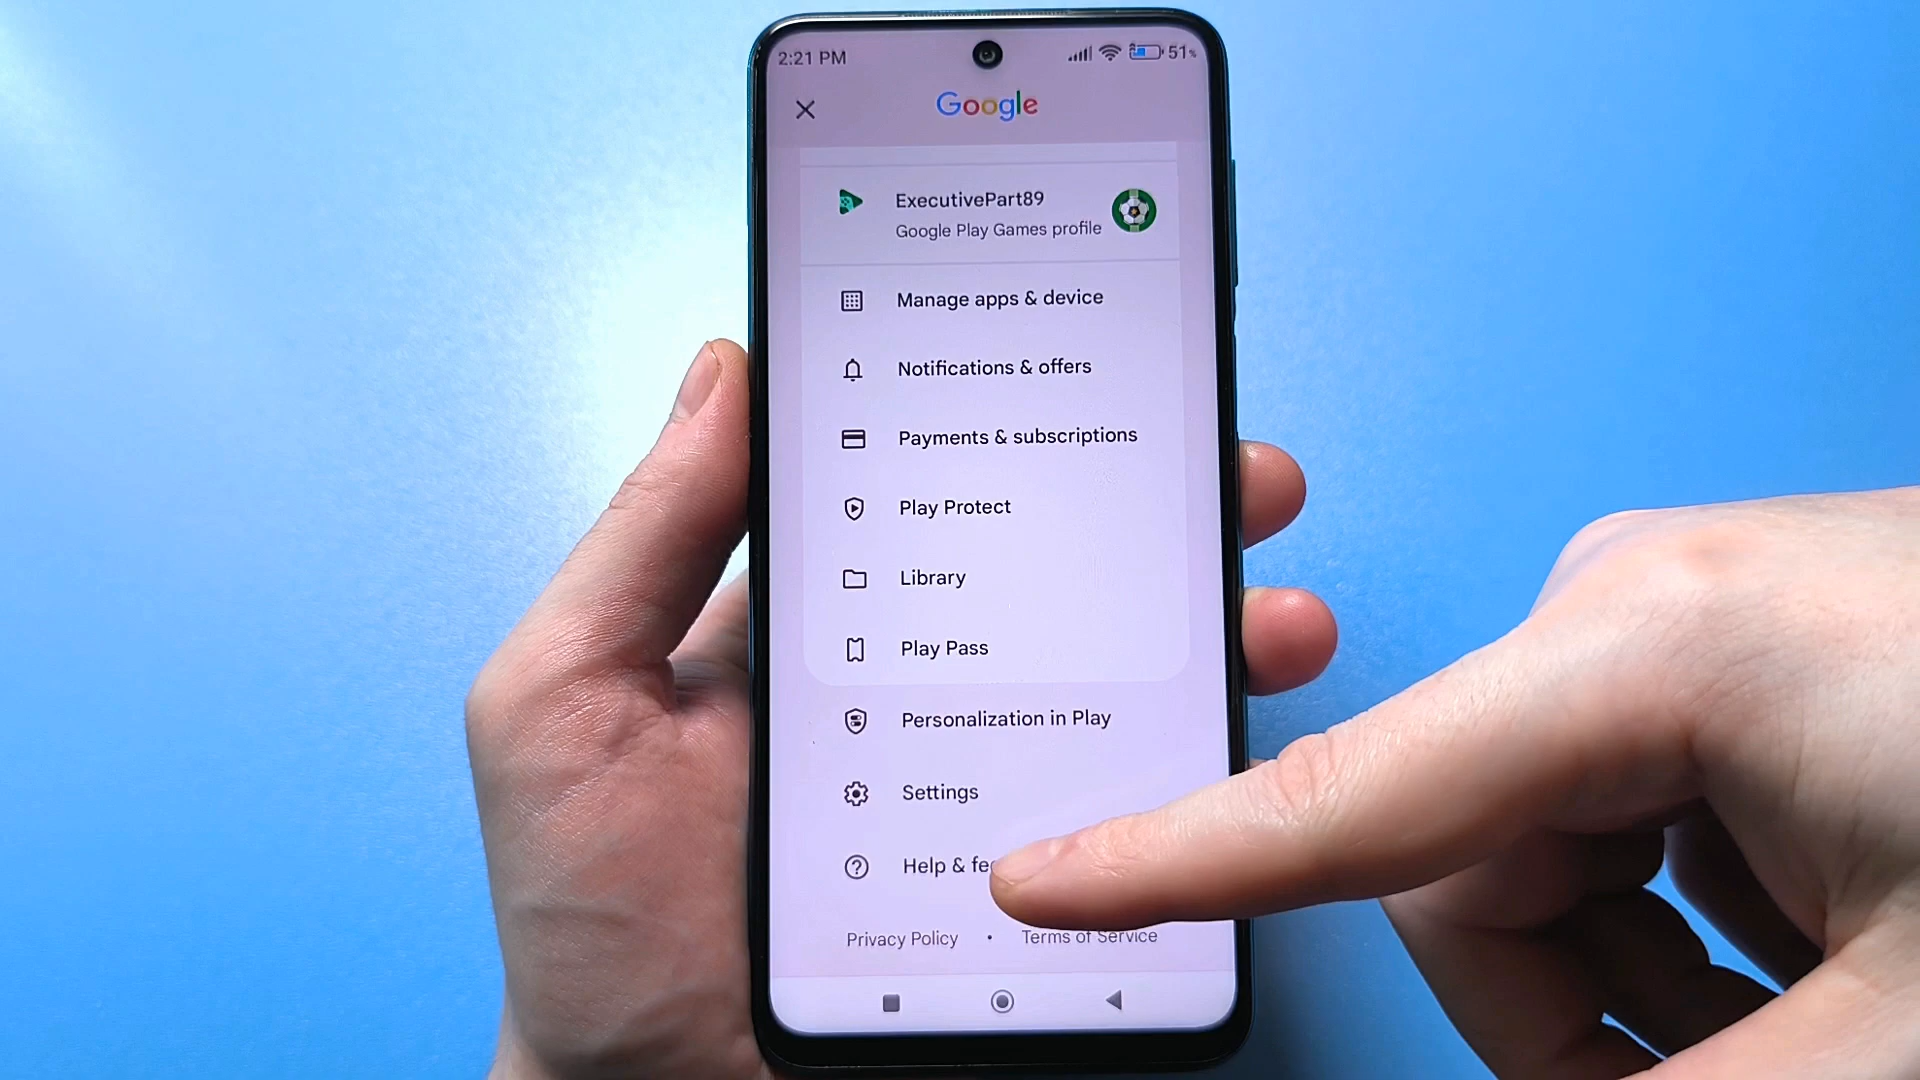 2:21 PM 51%
Google
ExecutivePart89
Google Play Games profile
Manage apps & device
Notifications & offers
Payments & subscriptions
Play Protect
Library
Play Pass
Personalization in Play
Settings
Help &
Privacy Policy • Terms of Service